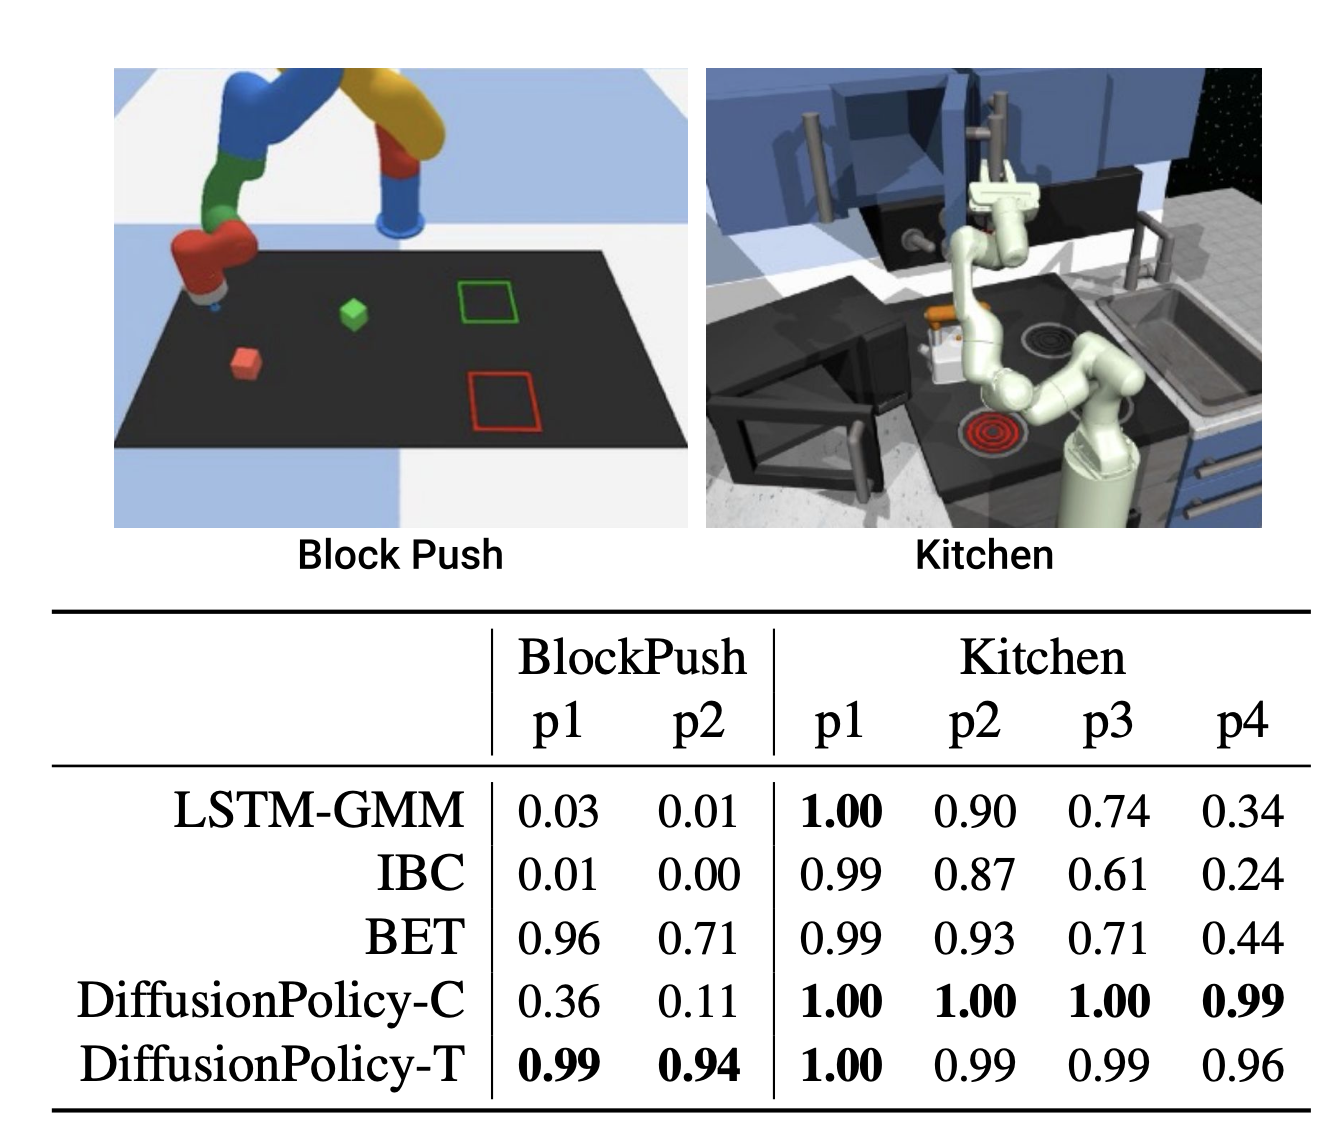 Block Push
Kitchen
BlockPush Kitchen
p1 p2 p1 p2 p3 p4
LSTM-GMM 0.03 0.01 1.00 0.90 0.74 0.34
IBC 0.01 0.00 0.99 0.87 0.61 0.24
BET 0.96 0.71 0.99 0.93 0.71 0.44
DiffusionPolicy-C 0.36 0.11 1.00 1.00 1.00 0.99
DiffusionPolicy-T 0.99 0.94 1.00 0.99 0.99 0.96